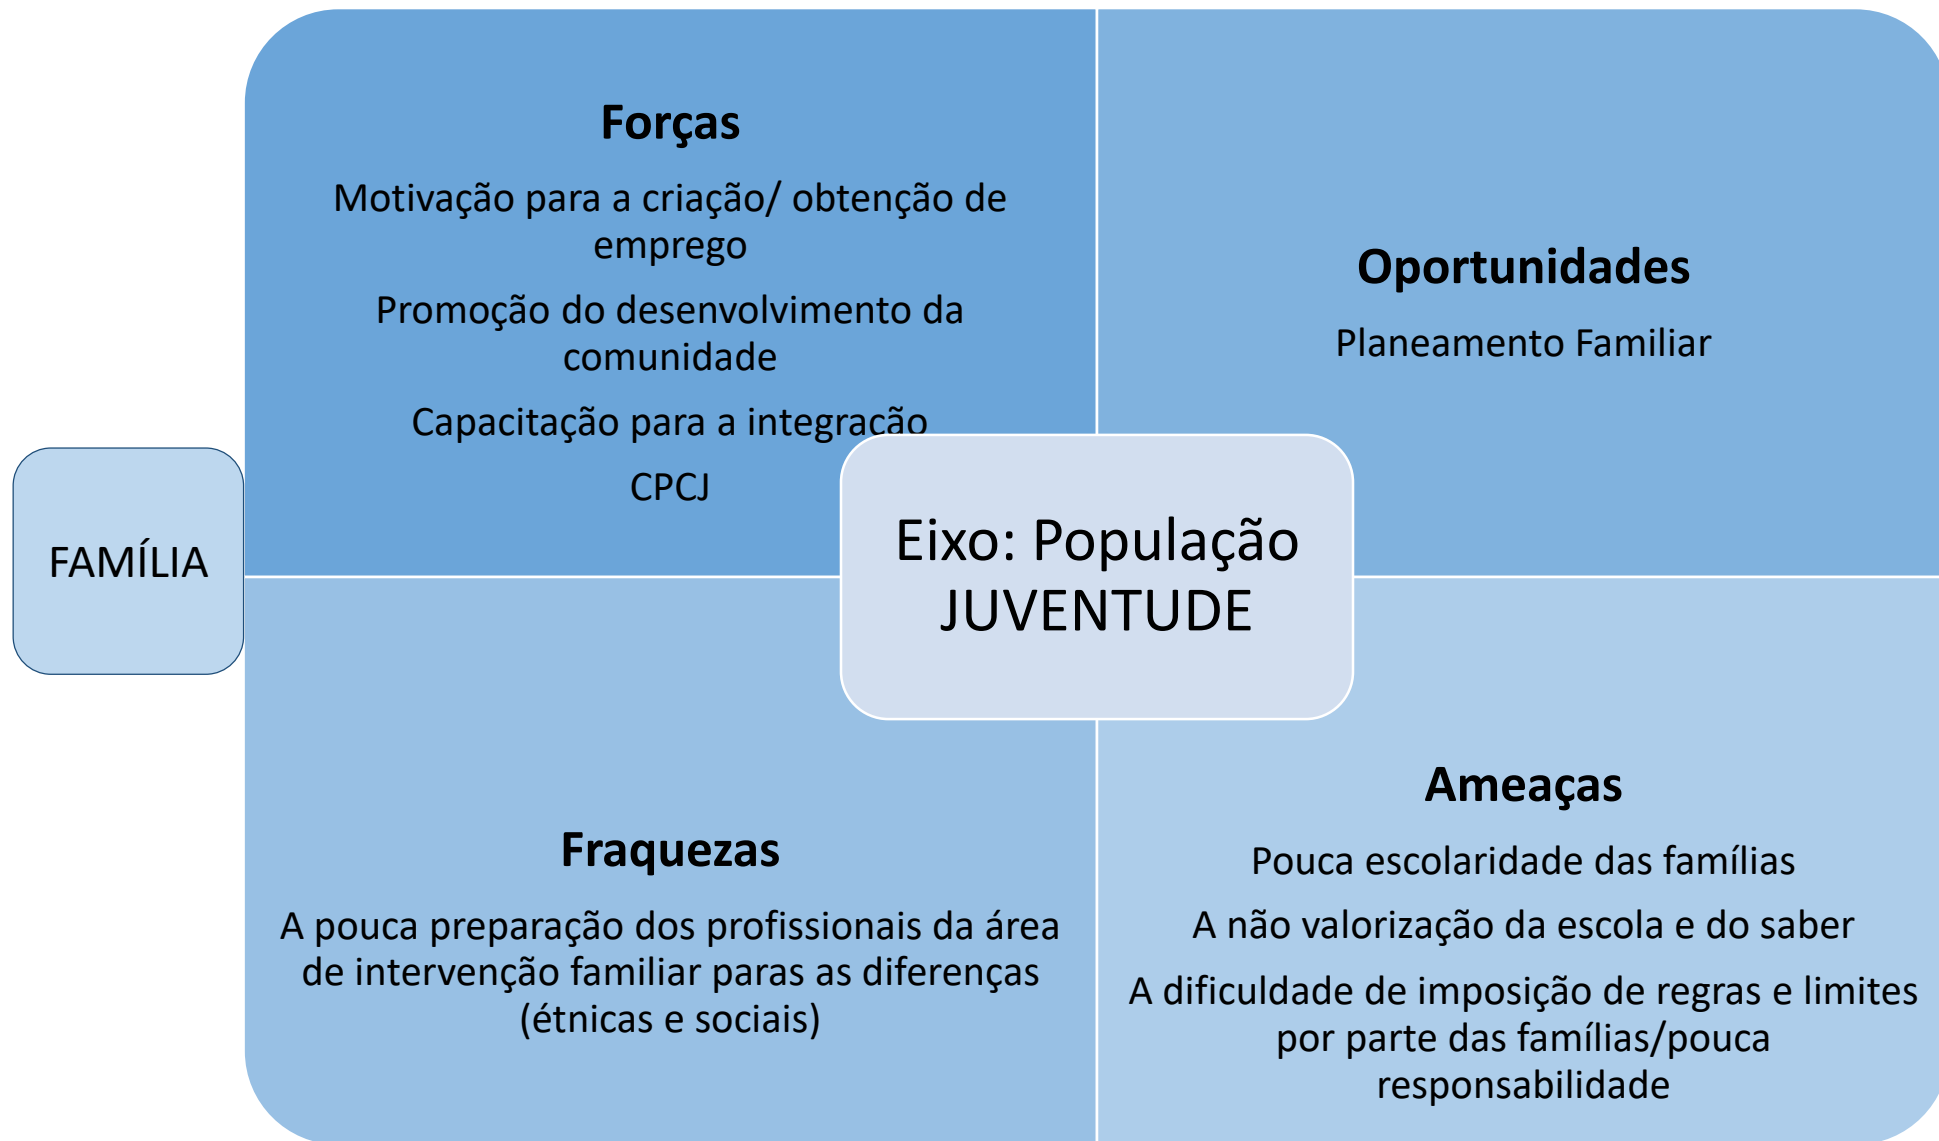 FAMÍLIA
Forças
Motivação para a criação/ obtenção de
emprego
Promoção do desenvolvimento da
comunidade
Capacitação para a integração
CPCJ
Oportunidades
Planeamento Familiar
Eixo: População
JUVENTUDE
Fraquezas
A pouca preparação dos profissionais da área
de intervenção familiar paras as diferenças
(étnicas e sociais)
Ameaças
Pouca escolaridade das famílias
A não valorização da escola e do saber
A dificuldade de imposição de regras e limites
por parte das famílias/pouca
responsabilidade